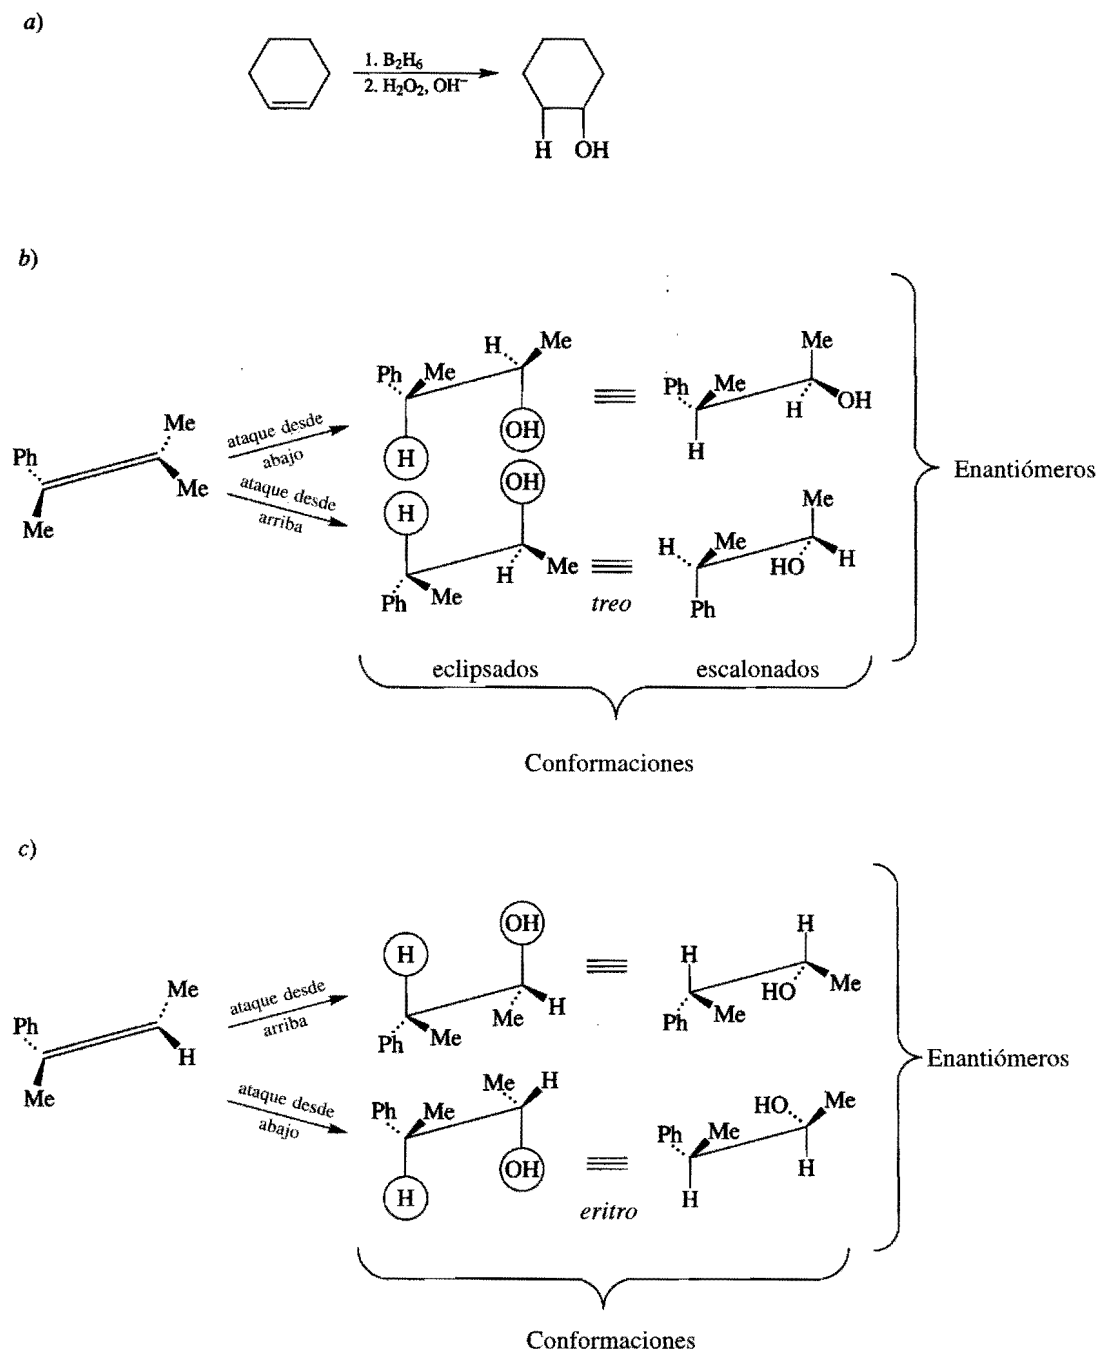 a)
1. B₂H₆
2. H₂O₂, OH⁻
H OH
b)
H Me
Me
Ph Me
Ph Me
H OH
OH
H
Me
ataque desde
abajo
H
Ph
Me
ataque desde
arriba
Me
OH
Enantiómeros
H
Me
H Me
Me
H Me
HO H
Ph Me
treo
Ph
eclipsados
escalonados
Conformaciones
c)
OH
H
H
H
Me
ataque desde
arriba
Ph
H
Me H
HO Me
Ph Me
Ph Me
Me
ataque desde
abajo
Enantiómeros
Me H
HO Me
Ph Me
Ph Me
OH
H
H
H
eritro
Conformaciones